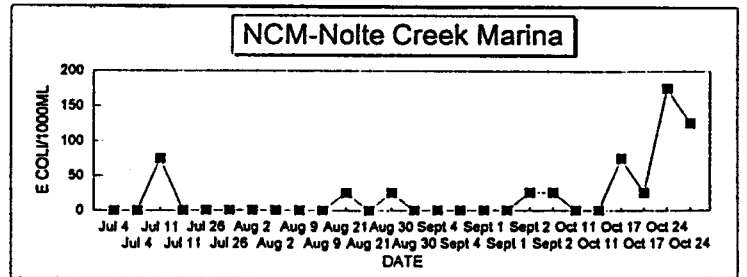 NCM-Nolte Creek Marina
200
150
100
50
0
E COLI/1000ML
Jul 4 Jul 11 Jul 26 Aug 2 Aug 9 Aug 21 Aug 30 Sept 4 Sept 1 Sept 2 Oct 11 Oct 17 Oct 24
Jul 4 Jul 11 Jul 26 Aug 2 Aug 9 Aug 21 Aug 30 Sept 4 Sept 1 Sept 2 Oct 11 Oct 17 Oct 24
DATE